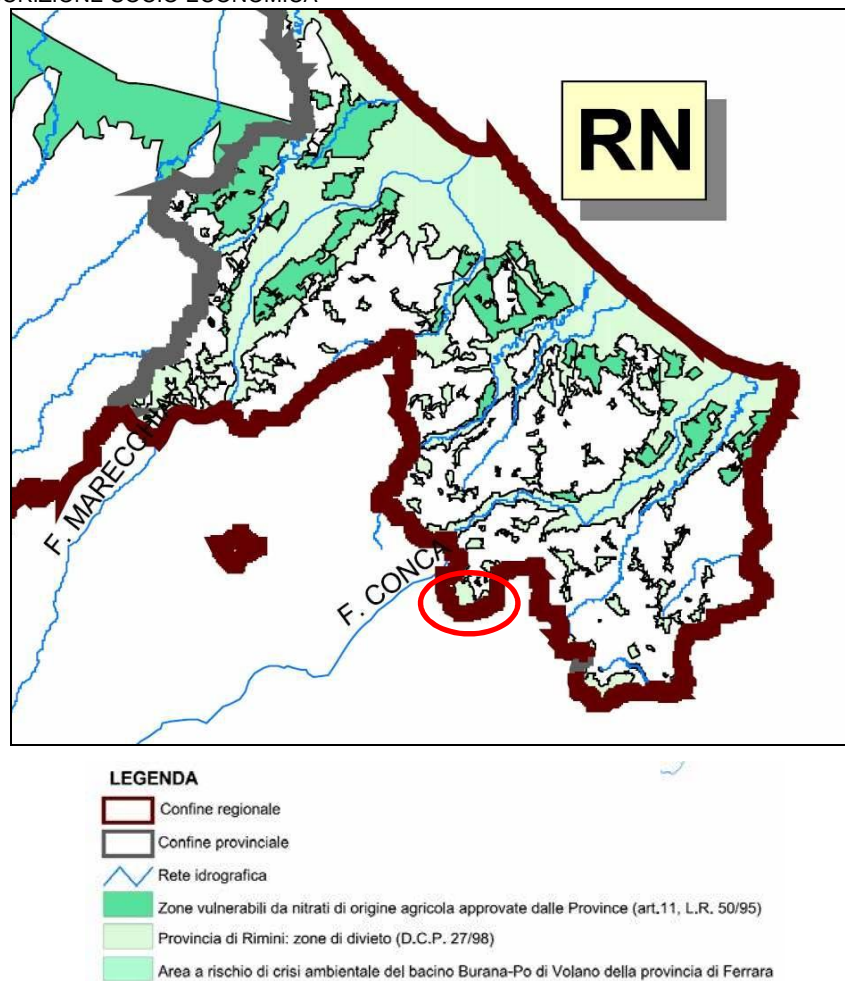 RN
F. MARECCHIA
F. CONCA
LEGENDA
Confine regionale
Confine provinciale
Rete idrografica
Zone vulnerabili da nitrati di origine agricola approvate dalle Province (art.11, L.R. 50/95)
Provincia di Rimini: zone di divieto (D.C.P. 27/98)
Area a rischio di crisi ambientale del bacino Burana-Po di Volano della provincia di Ferrara